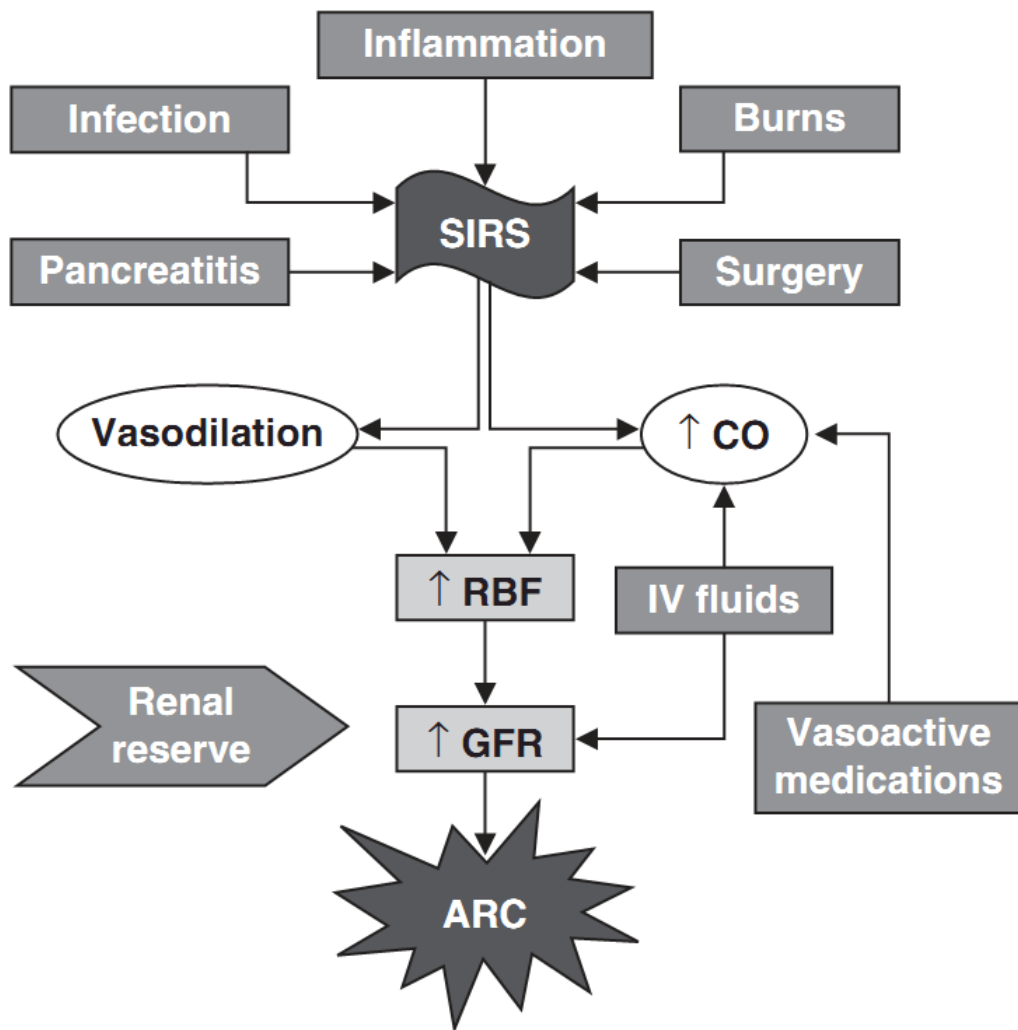 Inflammation
Infection
Burns
SIRS
Pancreatitis
Surgery
Vasodilation
↑ CO
↑ RBF
IV fluids
Renal
reserve
↑ GFR
Vasoactive
medications
ARC